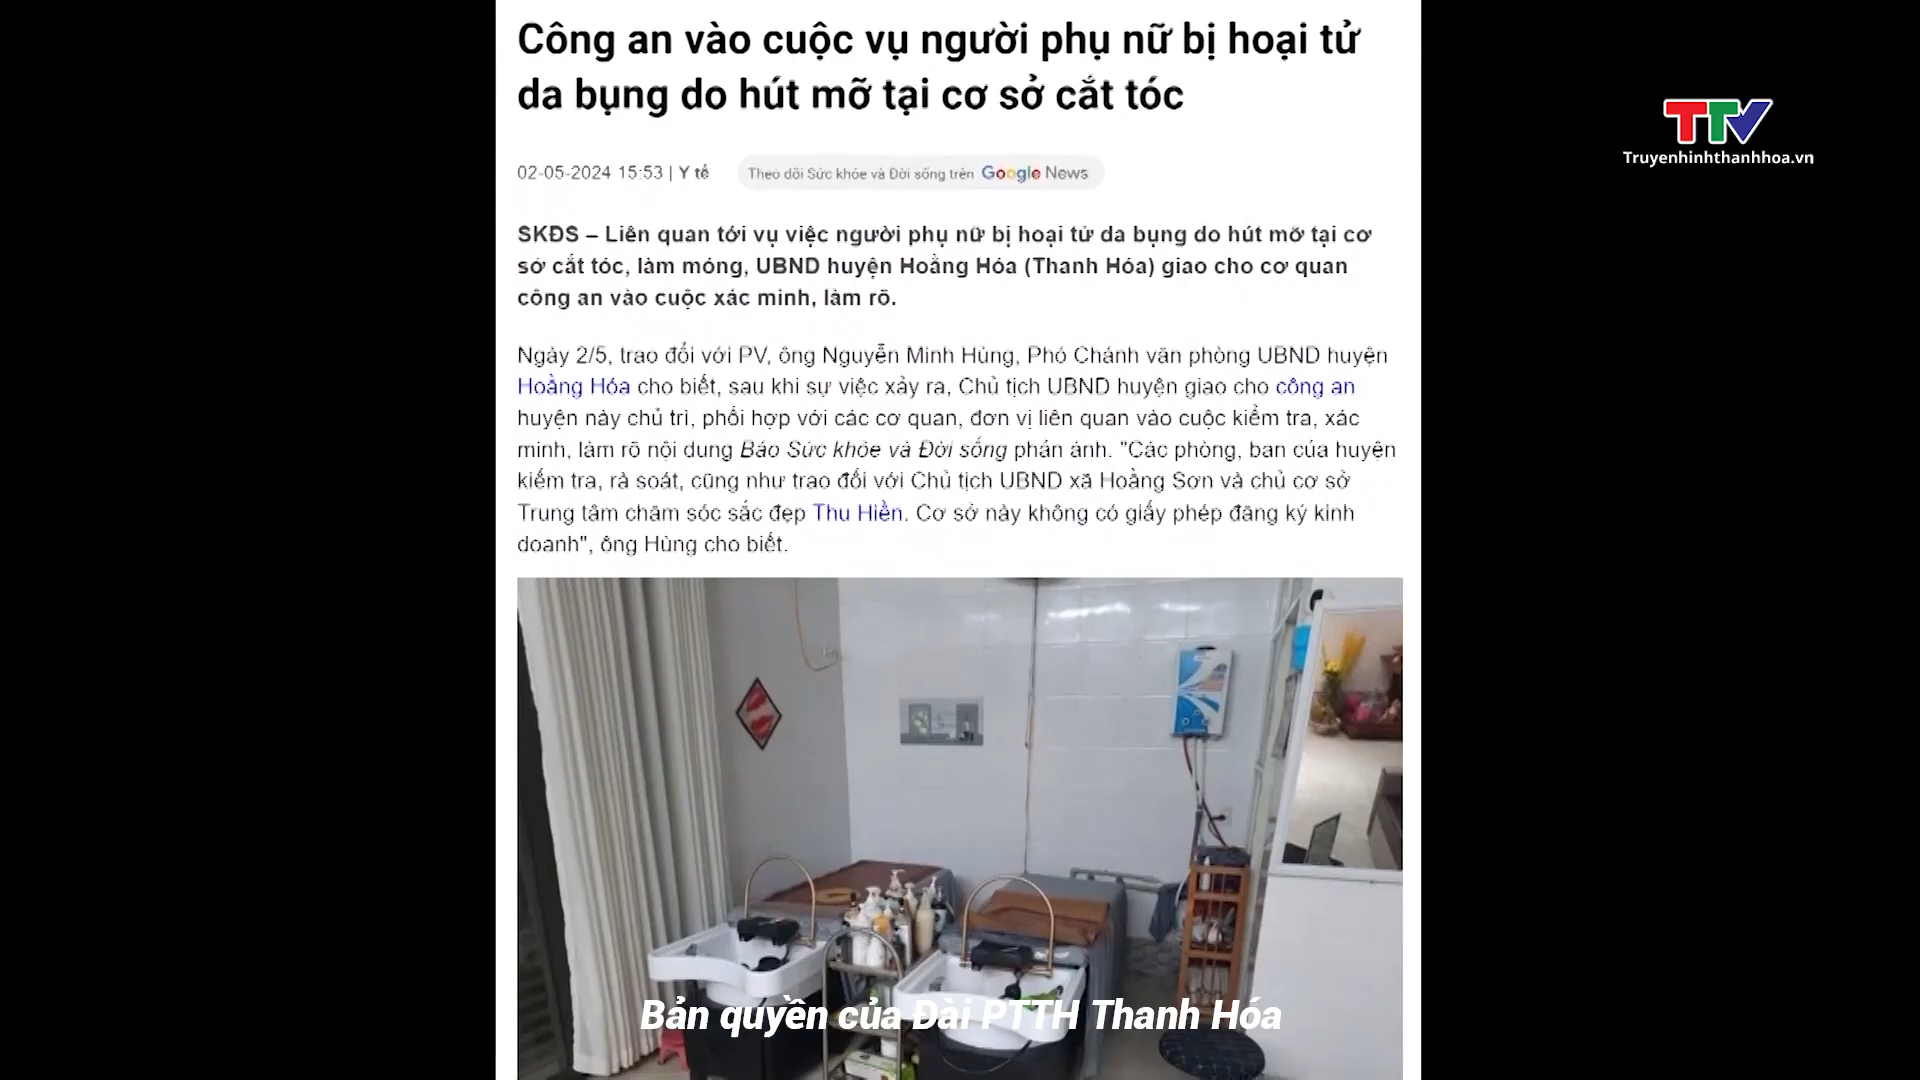 Công an vào cuộc vụ người phụ nữ bị hoại tử
da bụng do hút mỡ tại cơ sở cắt tóc
TTV
Truyenhinhthanhhoa.vn
02-05-2024 15:53 | Y tế
Theo dõi Sức khỏe và Đời sống trên Google News
SKĐS – Liên quan tới vụ việc người phụ nữ bị hoại tử da bụng do hút mỡ tại cơ
sở cắt tóc, làm móng, UBND huyện Hoằng Hóa (Thanh Hóa) giao cho cơ quan
công an vào cuộc xác minh, làm rõ.
Ngày 2/5, trao đổi với PV, ông Nguyễn Minh Hùng, Phó Chánh văn phòng UBND huyện
Hoằng Hóa cho biết, sau khi sự việc xảy ra, Chủ tịch UBND huyện giao cho công an
huyện này chủ trì, phối hợp với các cơ quan, đơn vị liên quan vào cuộc kiểm tra, xác
minh, làm rõ nội dung Báo Sức khỏe và Đời sống phản ánh. "Các phòng, ban của huyện
kiểm tra, rà soát, cũng như trao đổi với Chủ tịch UBND xã Hoằng Sơn và chủ cơ sở
Trung tâm chăm sóc sắc đẹp Thu Hiền. Cơ sở này không có giấy phép đăng ký kinh
doanh", ông Hùng cho biết.
Bản quyền của Đài PTTH Thanh Hóa